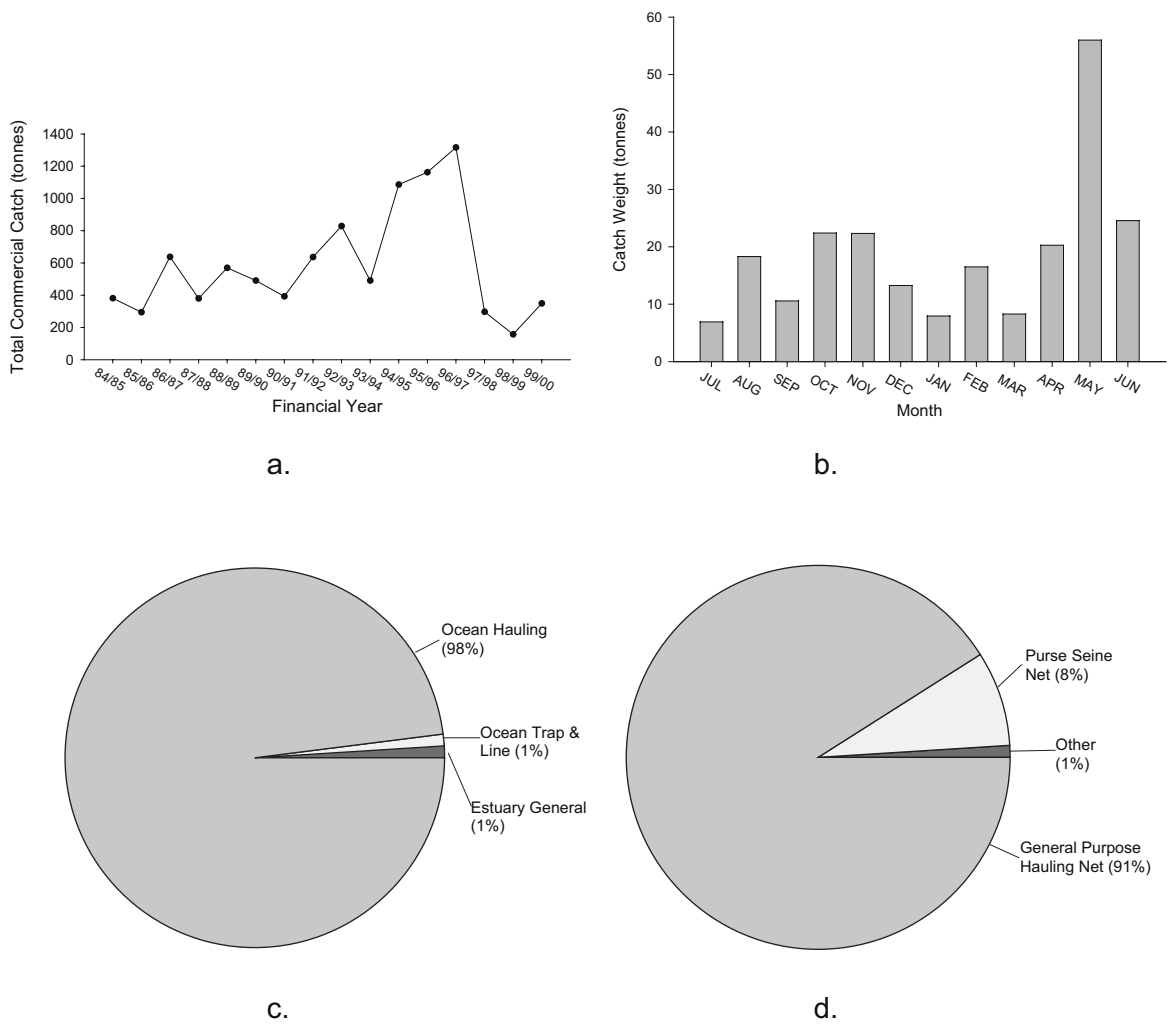 Total Commercial Catch (tonnes)
1400
1200
1000
800
600
400
200
0
84/85
85/86
86/87
87/88
88/89
89/90
90/91
91/92
92/93
93/94
94/95
95/96
96/97
97/98
98/99
99/00
Financial Year
a.
Catch Weight (tonnes)
60
50
40
30
20
10
0
JUL
AUG
SEP
OCT
NOV
DEC
JAN
FEB
MAR
APR
MAY
JUN
Month
b.
Ocean Hauling
(98%)
Ocean Trap &
Line (1%)
Estuary General
(1%)
c.
Purse Seine
Net (8%)
Other
(1%)
General Purpose
Hauling Net (91%)
d.